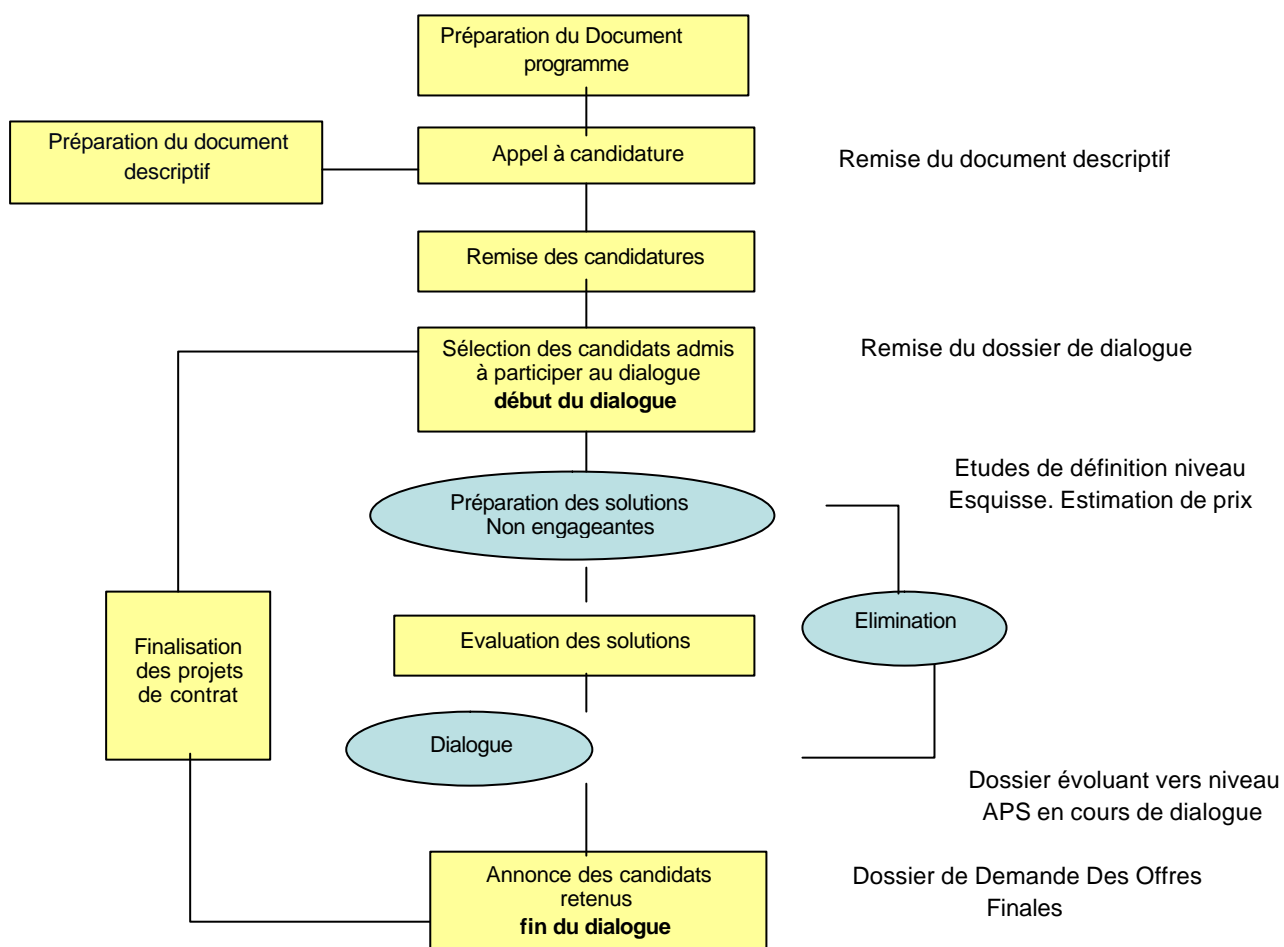 Préparation du Document
programme
Préparation du document
descriptif
Appel à candidature
Remise du document descriptif
Remise des candidatures
Sélection des candidats admis
à participer au dialogue
début du dialogue
Remise du dossier de dialogue
Préparation des solutions
Non engageantes
Etudes de définition niveau
Esquisse. Estimation de prix
Finalisation
des projets
de contrat
Evaluation des solutions
Elimination
Dialogue
Dossier évoluant vers niveau
APS en cours de dialogue
Annonce des candidats
retenus
fin du dialogue
Dossier de Demande Des Offres
Finales